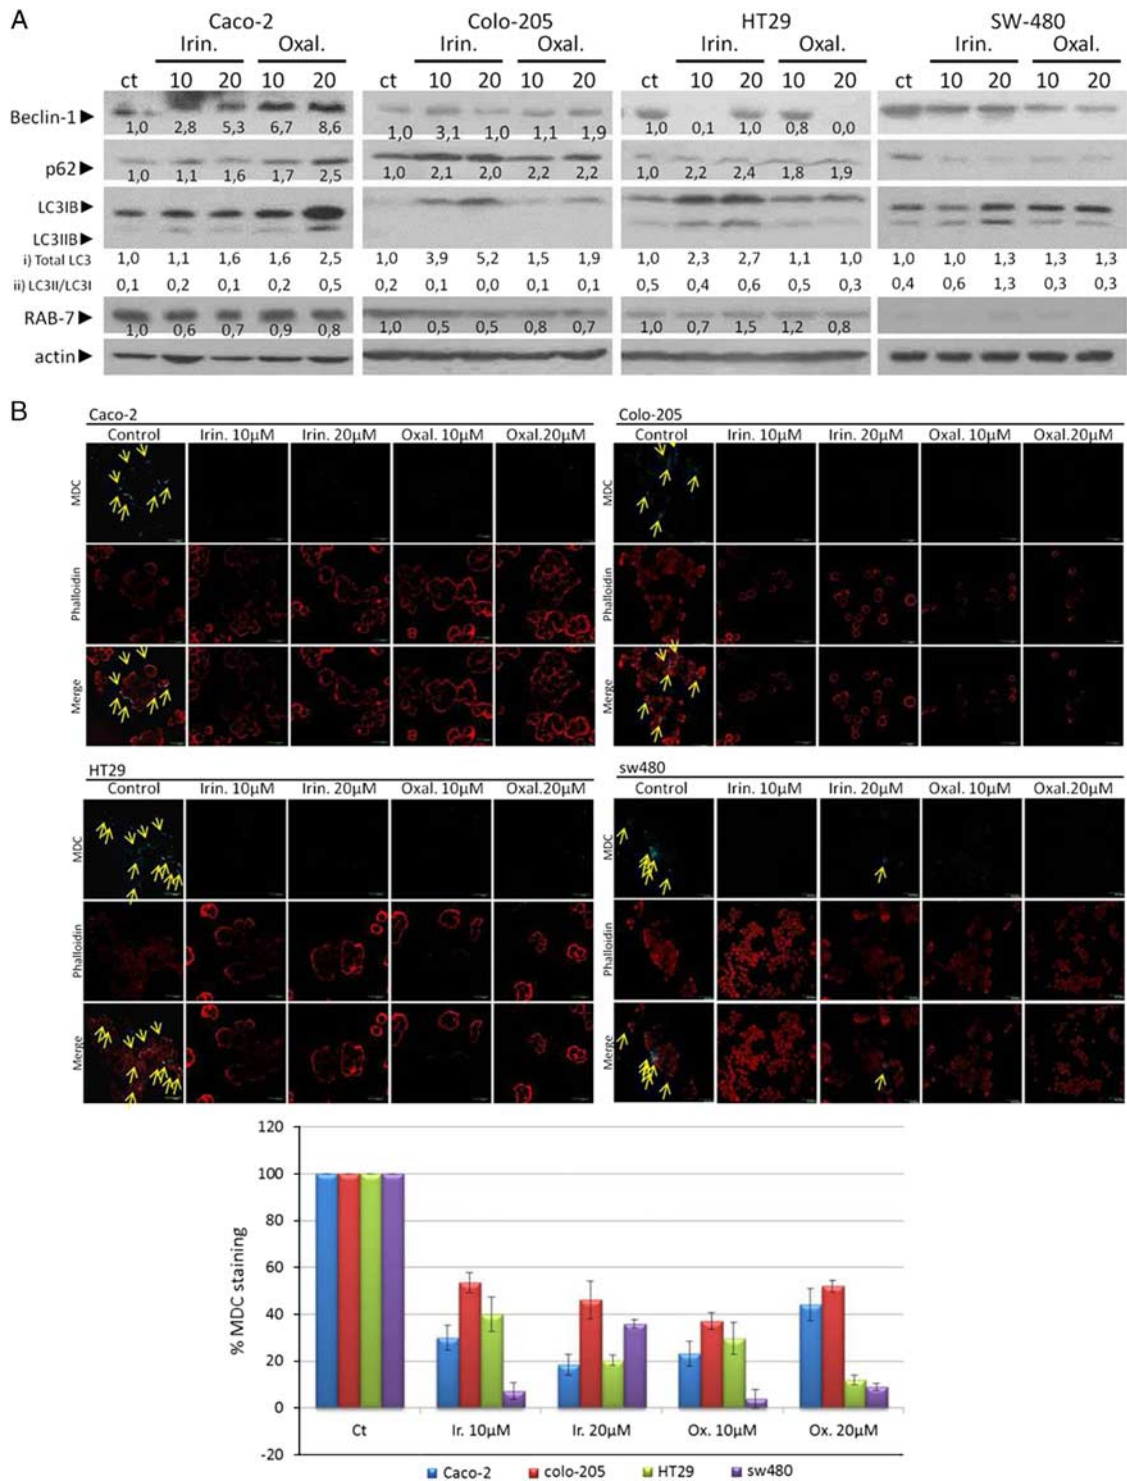 A
Caco-2 Colo-205 HT29 SW-480
Irin. Oxal. Irin. Oxal. Irin. Oxal. Irin. Oxal.
ct 10 20 10 20 ct 10 20 10 20 ct 10 20 10 20 ct 10 20 10 20
Beclin-1
1,0 2,8 5,3 6,7 8,6 1,0 3,1 1,0 1,1 1,9 1,0 0,1 1,0 0,8 0,0
p62
1,0 1,1 1,6 1,7 2,5 1,0 2,1 2,0 2,2 2,2 1,0 2,2 2,4 1,8 1,9
LC3IB
LC3IIB
i) Total LC3 1,0 1,1 1,6 1,6 2,5 1,0 3,9 5,2 1,5 1,9 1,0 2,3 2,7 1,1 1,0 1,0 1,0 1,3 1,3 1,3
ii) LC3II/LC3I 0,1 0,2 0,1 0,2 0,5 0,2 0,1 0,0 0,1 0,1 0,5 0,4 0,6 0,5 0,3 0,4 0,6 1,3 0,3 0,3
RAB-7
1,0 0,6 0,7 0,9 0,8 1,0 0,5 0,5 0,8 0,7 1,0 0,7 1,5 1,2 0,8
actin
B
Caco-2
Control Irin. 10μM Irin. 20μM Oxal. 10μM Oxal.20μM
MDC
Phalloidin
Merge
Colo-205
Control Irin. 10μM Irin. 20μM Oxal. 10μM Oxal.20μM
MDC
Phalloidin
Merge
HT29
Control Irin. 10μM Irin. 20μM Oxal. 10μM Oxal.20μM
MDC
Phalloidin
Merge
sw480
Control Irin. 10μM Irin. 20μM Oxal. 10μM Oxal.20μM
MDC
Phalloidin
Merge
% MDC staining
120
100
80
60
40
20
0
-20
Ct Ir. 10μM Ir. 20μM Ox. 10μM Ox. 20μM
Caco-2 colo-205 HT29 sw480